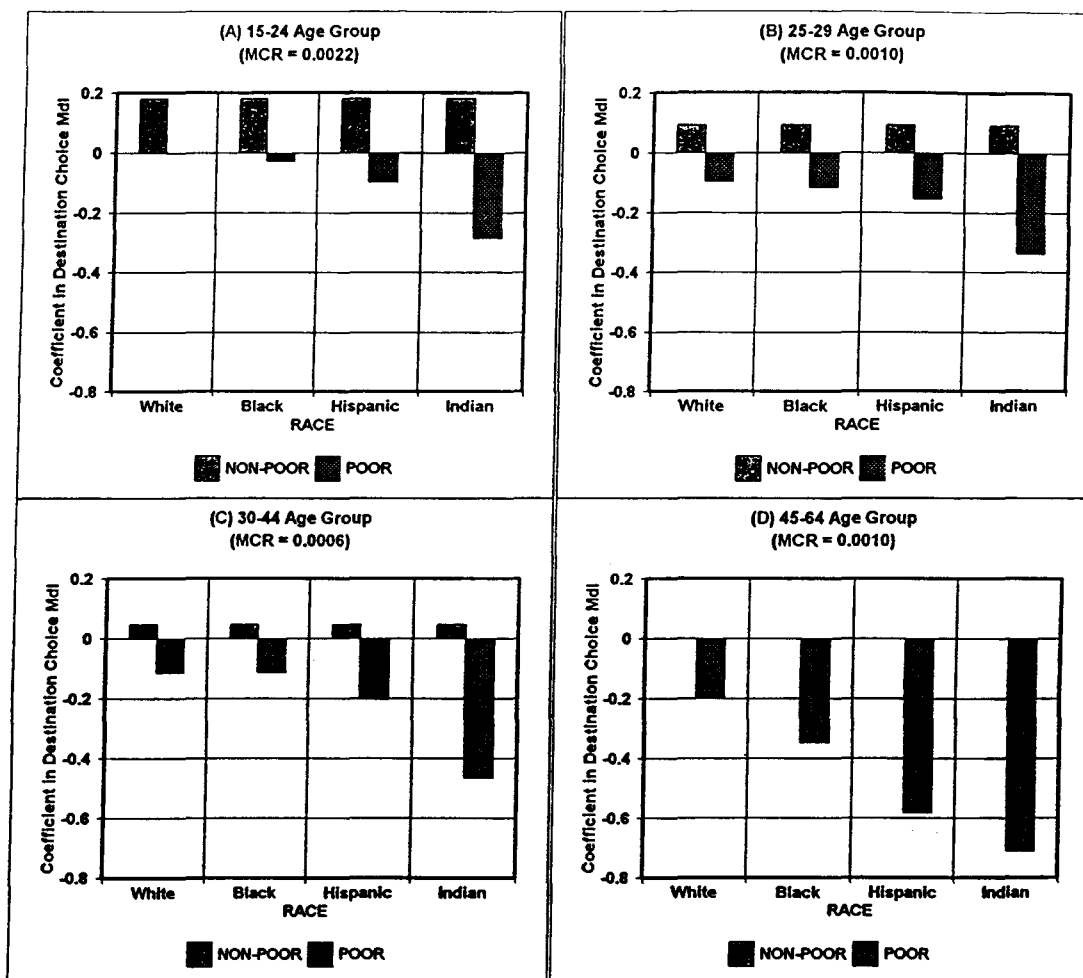 (A) 15-24 Age Group
(MCR = 0.0022)
Coefficient in Destination Choice Mdl
0.2
0
-0.2
-0.4
-0.6
-0.8
White Black Hispanic Indian
RACE
NON-POOR POOR
(B) 25-29 Age Group
(MCR = 0.0010)
Coefficient in Destination Choice Mdl
0.2
0
-0.2
-0.4
-0.6
-0.8
White Black Hispanic Indian
RACE
NON-POOR POOR
(C) 30-44 Age Group
(MCR = 0.0006)
Coefficient in Destination Choice Mdl
0.2
0
-0.2
-0.4
-0.6
-0.8
White Black Hispanic Indian
RACE
NON-POOR POOR
(D) 45-64 Age Group
(MCR = 0.0010)
Coefficient in Destination Choice Mdl
0.2
0
-0.2
-0.4
-0.6
-0.8
White Black Hispanic Indian
RACE
NON-POOR POOR